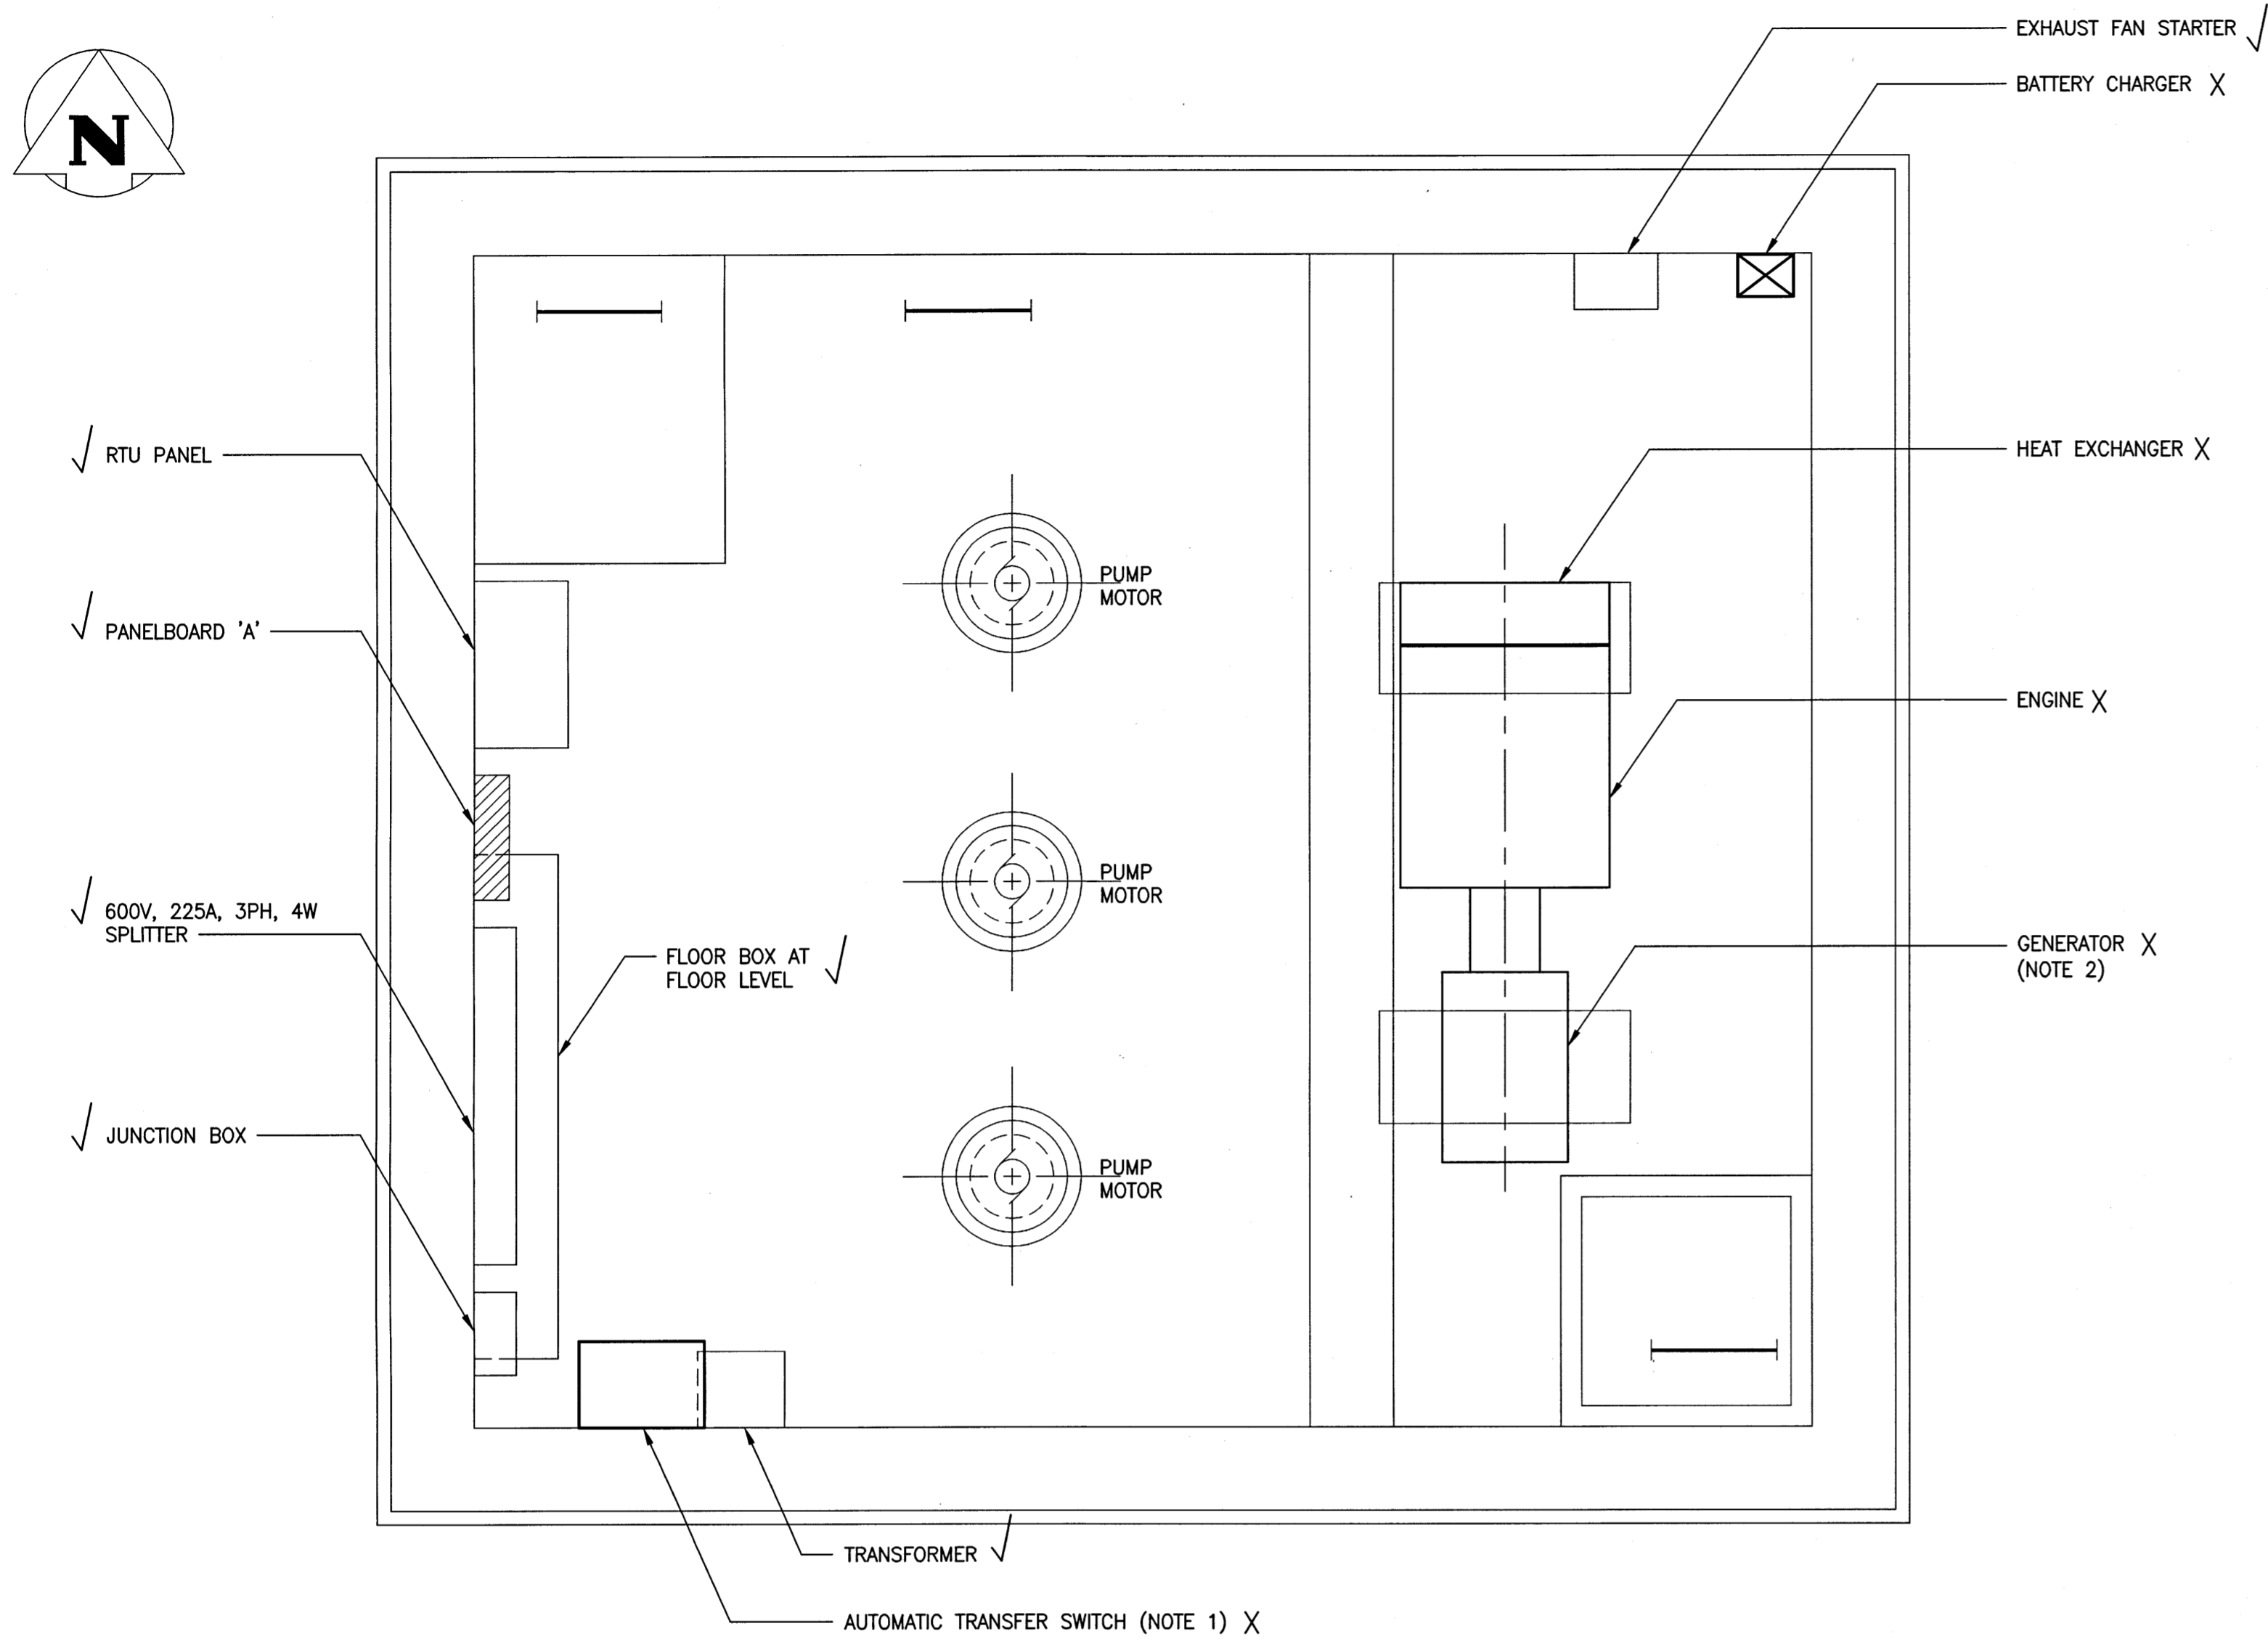 EXHAUST FAN STARTER √
BATTERY CHARGER X
N
√ RTU PANEL
HEAT EXCHANGER X
PUMP
MOTOR
√ PANELBOARD 'A'
ENGINE X
PUMP
MOTOR
√ 600V, 225A, 3PH, 4W
SPLITTER
FLOOR BOX AT √
FLOOR LEVEL
GENERATOR X
(NOTE 2)
√ JUNCTION BOX
PUMP
MOTOR
TRANSFORMER √
AUTOMATIC TRANSFER SWITCH (NOTE 1) X